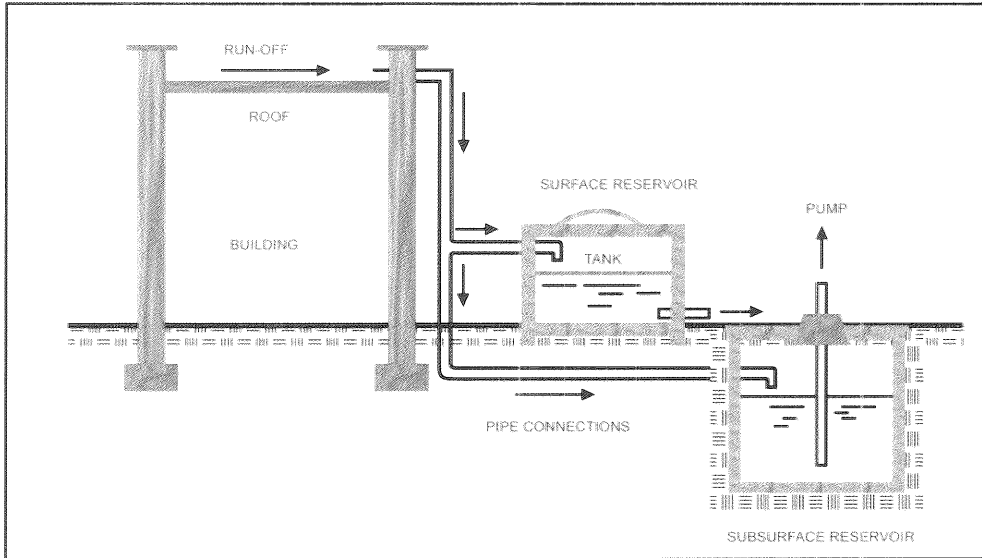 RUN-OFF
ROOF
SURFACE RESERVOIR
PUMP
BUILDING
TANK
PIPE CONNECTIONS
SUBSURFACE RESERVOIR